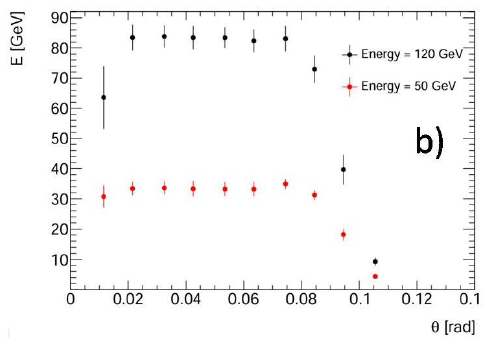 E [GeV]
90
80
70
60
50
40
30
20
10
Energy = 120 GeV
Energy = 50 GeV
b)
0 0.02 0.04 0.06 0.08 0.1 0.12 0.1
θ [rad]